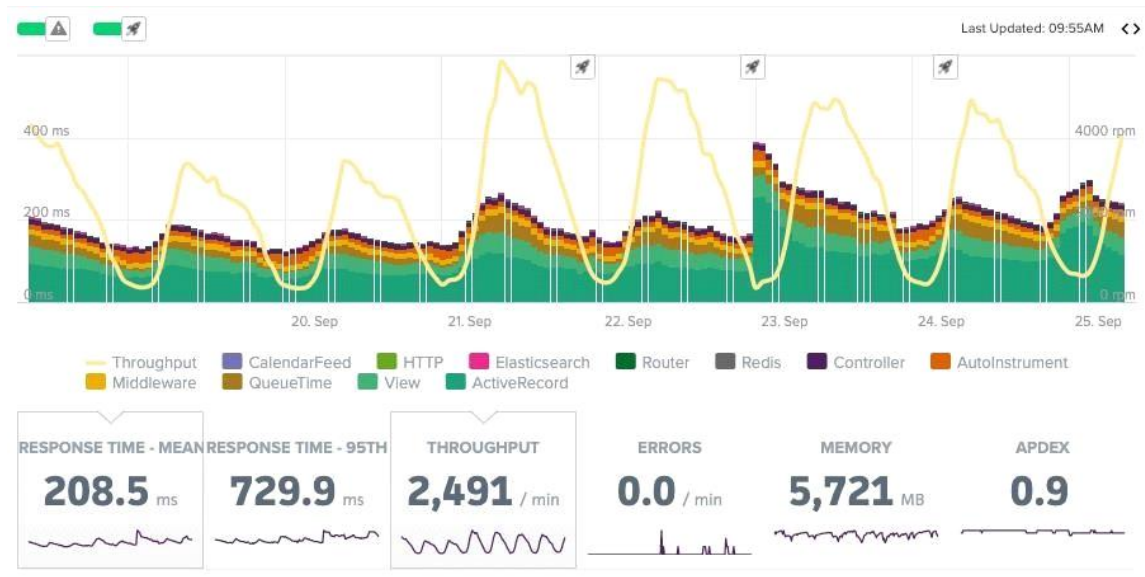 Last Updated: 09:55AM
400 ms
4000 rpm
200 ms
0 ms
0 rpm
20. Sep 21. Sep 22. Sep 23. Sep 24. Sep 25. Sep
Throughput CalendarFeed HTTP Elasticsearch Router Redis Controller AutoInstrument
Middleware QueueTime View ActiveRecord
RESPONSE TIME - MEAN RESPONSE TIME - 95TH THROUGHPUT ERRORS MEMORY APDEX
208.5 ms 729.9 ms 2,491 / min 0.0 / min 5,721 MB 0.9